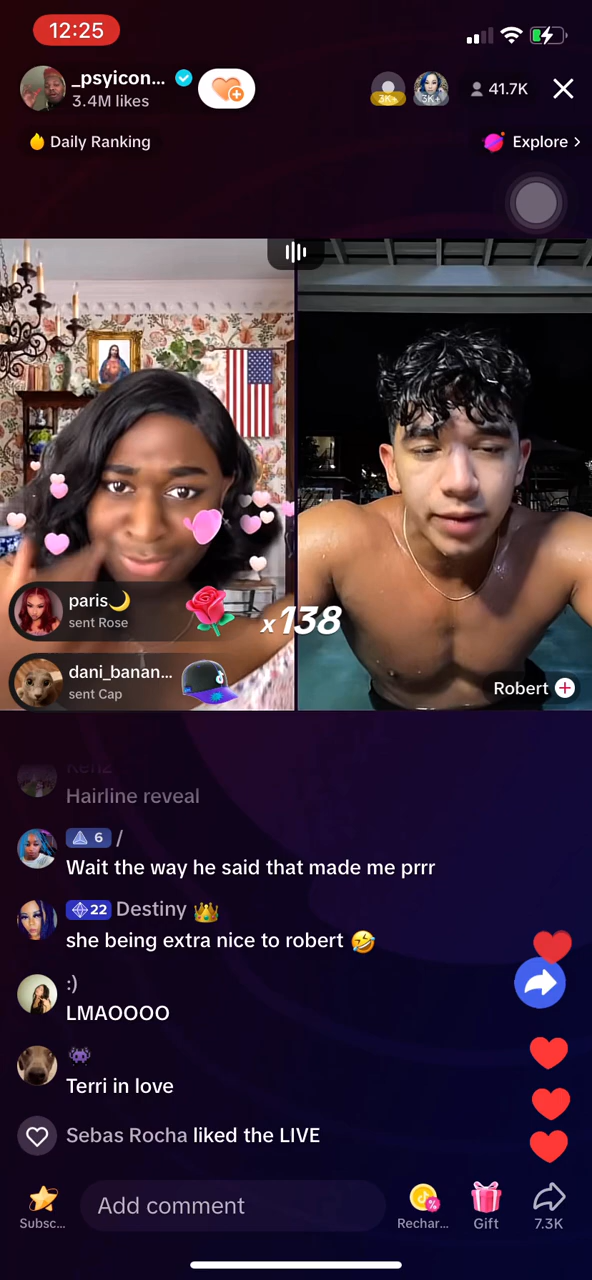 12:25
_psyicon...
3.4M likes
3K+
3K+
41.7K
Daily Ranking
Explore >
paris🌙
sent Rose
x138
dani_banan...
sent Cap
Robert
Hairline reveal
6 /
Wait the way he said that made me prrr
22 Destiny 👑
she being extra nice to robert 🤣
:)
LMAOOOO
👾
Terri in love
Sebas Rocha liked the LIVE
Subsc...
Add comment
Rechar...
Gift
7.3K